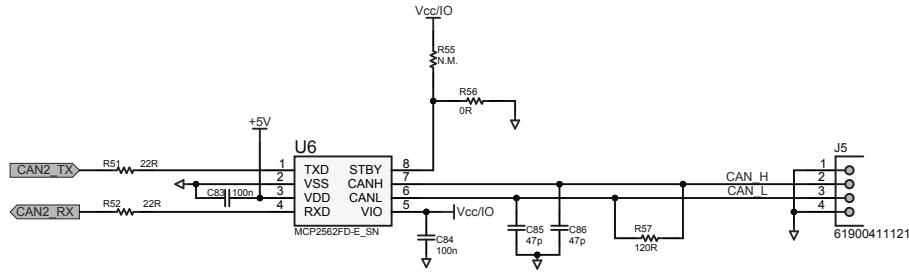 Vcc/IO
R55
N.M.
R56
0R
+5V
U6
J5
CAN2_TX
R51
22R
1
TXD
STBY
8
1
2
VSS
CANH
7
CAN_H
2
C83
100n
3
VDD
CANL
6
CAN_L
3
CAN2_RX
R52
22R
4
RXD
VIO
5
Vcc/IO
4
MCP2562FD-E_SN
C84
100n
C85
47p
C86
47p
R57
120R
61900411121